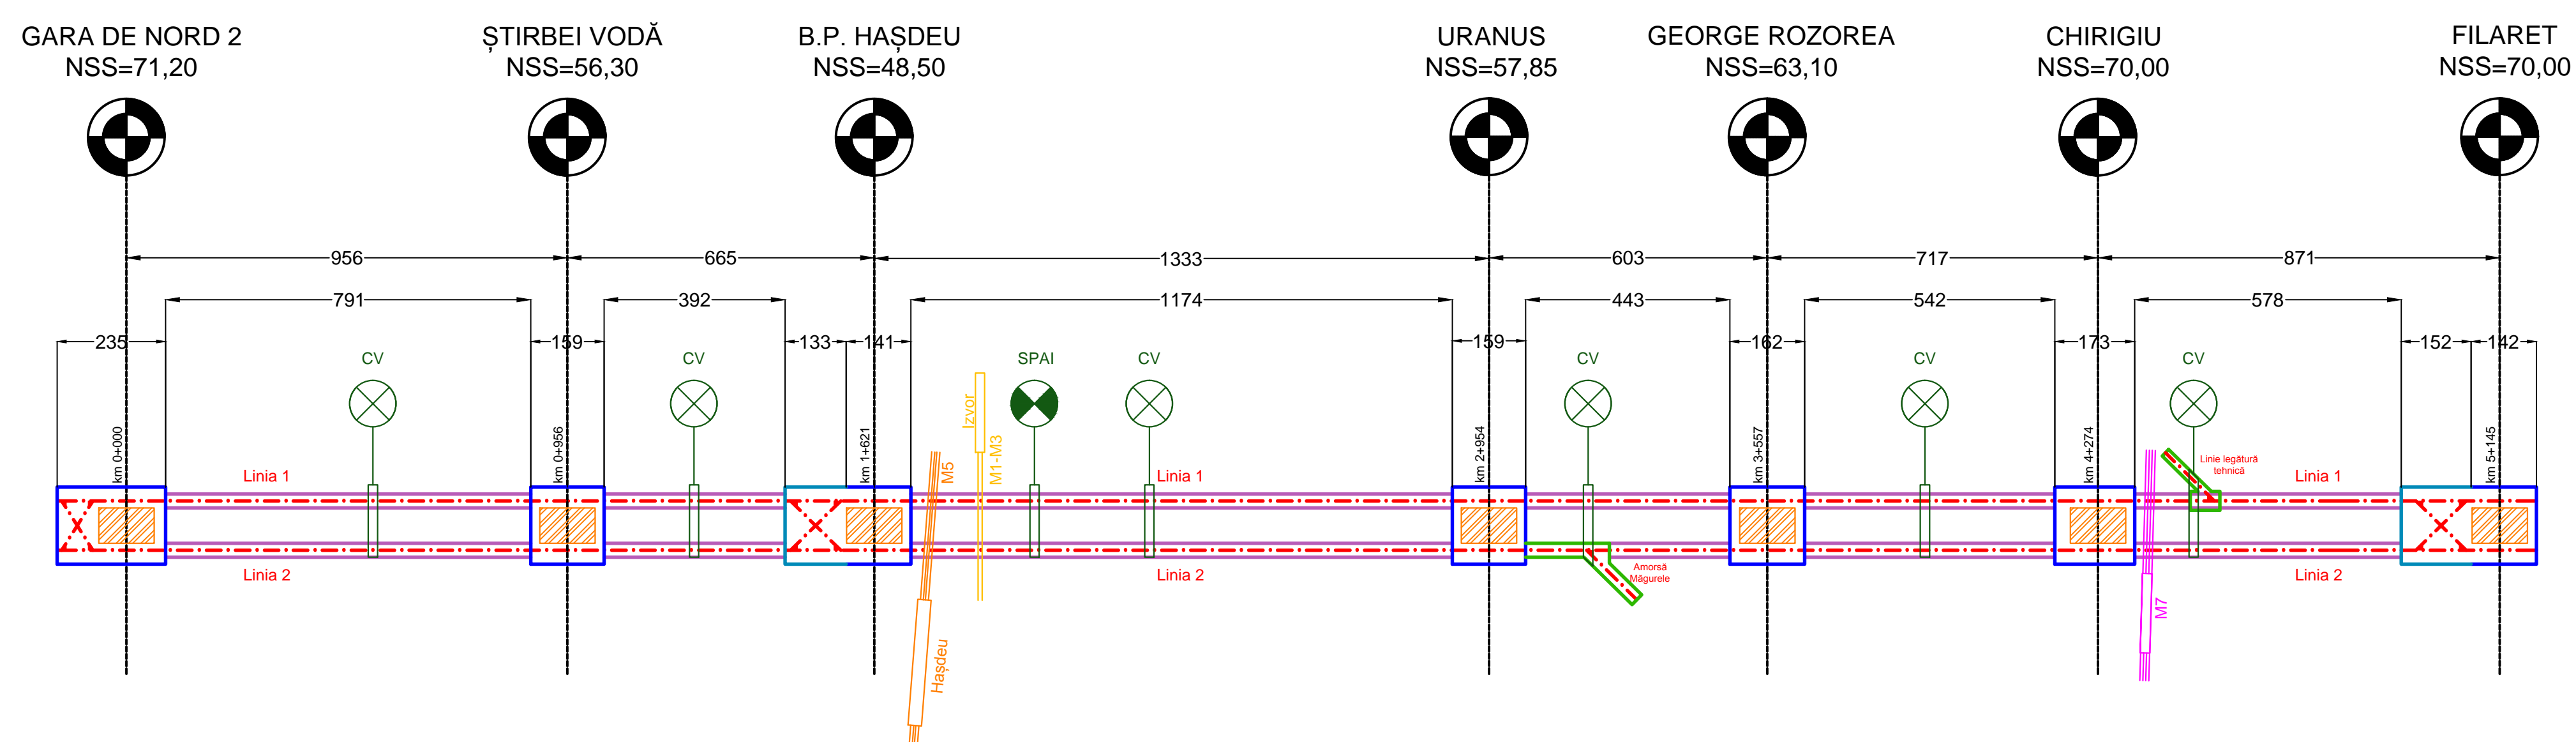 GARA DE NORD 2
NSS=71,20
ȘTIRBEI VODĂ
NSS=56,30
B.P. HAȘDEU
NSS=48,50
URANUS
NSS=57,85
GEORGE ROZOREA
NSS=63,10
CHIRIGIU
NSS=70,00
FILARET
NSS=70,00
956
665
1333
603
717
871
791
392
1174
443
542
578
235
159
133
141
159
162
173
152
142
CV
CV
SPAI
CV
CV
CV
CV
km 0+000
km 0+956
km 1+621
km 2+954
km 3+557
km 4+274
km 5+145
Izvor
M1-M3
M5
Hașdeu
M7
Linia 1
Linia 1
Linie legătură
tehnică
Linia 1
Linia 2
Linia 2
Amorsă
Măgurele
Linia 2